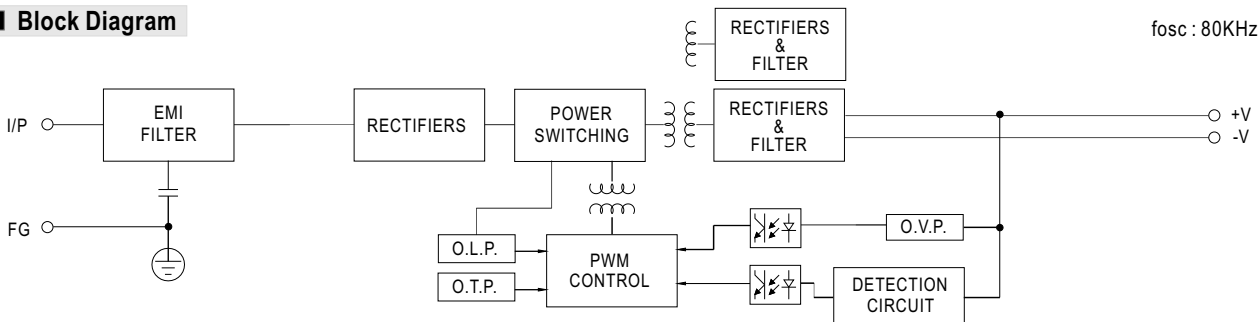 Block Diagram
fosc : 80KHz
RECTIFIERS
&
FILTER
I/P
EMI
FILTER
RECTIFIERS
POWER
SWITCHING
RECTIFIERS
&
FILTER
+V
-V
FG
O.L.P.
O.T.P.
PWM
CONTROL
O.V.P.
DETECTION
CIRCUIT